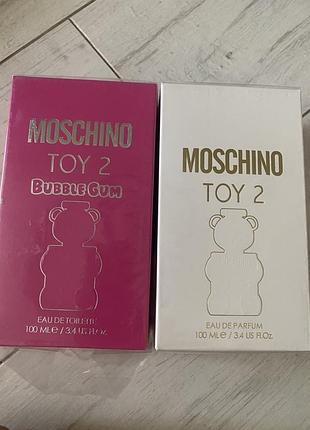 MOSCHINO
TOY 2
BUBBLE GUM
EAU DE TOILETTE
100 ML℮ / 3.4 US FL.Oz.
MOSCHINO
TOY 2
EAU DE PARFUM
100 ML℮ / 3.4 US Fl.Oz.